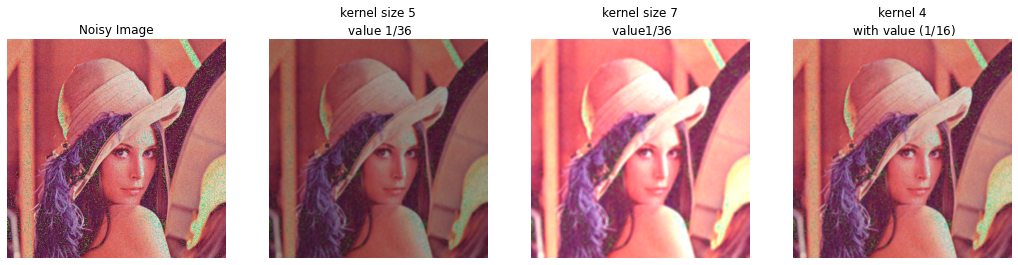 Noisy Image
kernel size 5
value 1/36
kernel size 7
value1/36
kernel 4
with value (1/16)